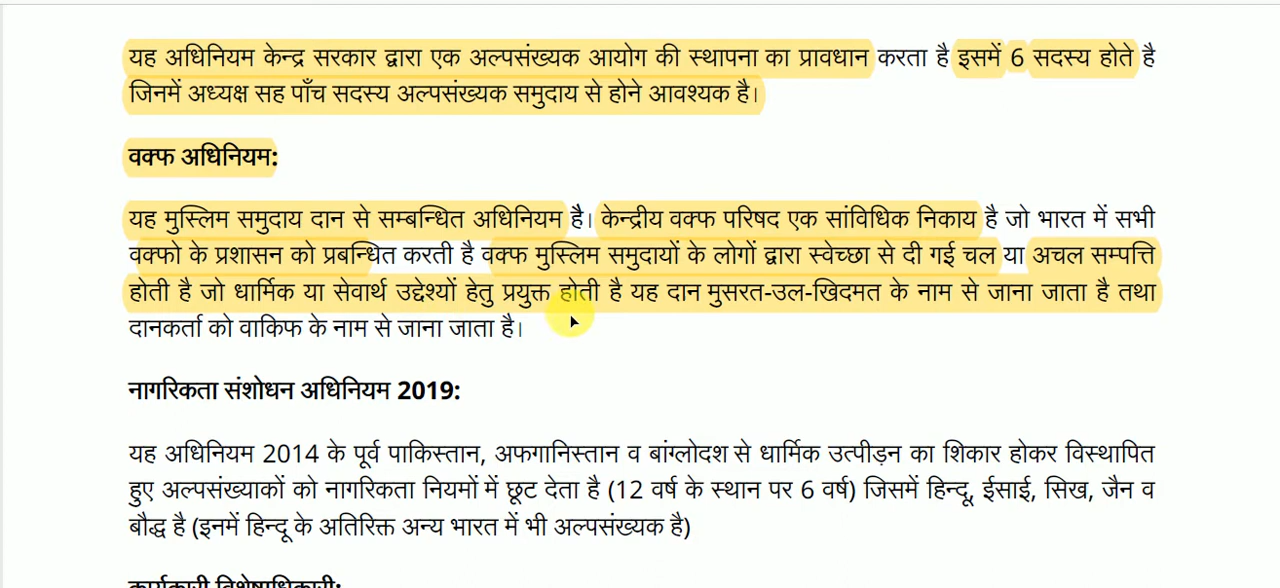 यह अधिनियम केन्द्र सरकार द्वारा एक अल्पसंख्यक आयोग की स्थापना का प्रावधान करता है इसमें 6 सदस्य होते है
जिनमें अध्यक्ष सह पाँच सदस्य अल्पसंख्यक समुदाय से होने आवश्यक है।
वक्फ अधिनियम:
यह मुस्लिम समुदाय दान से सम्बन्धित अधिनियम है। केन्द्रीय वक्फ परिषद एक सांविधिक निकाय है जो भारत में सभी
वक्फो के प्रशासन को प्रबन्धित करती है वक्फ मुस्लिम समुदायों के लोगों द्वारा स्वेच्छा से दी गई चल या अचल सम्पत्ति
होती है जो धार्मिक या सेवार्थ उद्देश्यों हेतु प्रयुक्त होती है यह दान मुसरत-उल-खिदमत के नाम से जाना जाता है तथा
दानकर्ता को वाकिफ के नाम से जाना जाता है।
नागरिकता संशोधन अधिनियम 2019:
यह अधिनियम 2014 के पूर्व पाकिस्तान, अफगानिस्तान व बांग्लोदश से धार्मिक उत्पीड़न का शिकार होकर विस्थापित
हुए अल्पसंख्याकों को नागरिकता नियमों में छूट देता है (12 वर्ष के स्थान पर 6 वर्ष) जिसमें हिन्दू, ईसाई, सिख, जैन व
बौद्ध है (इनमें हिन्दू के अतिरिक्त अन्य भारत में भी अल्पसंख्यक है)
कार्यकारी विशेषाधिकारी: